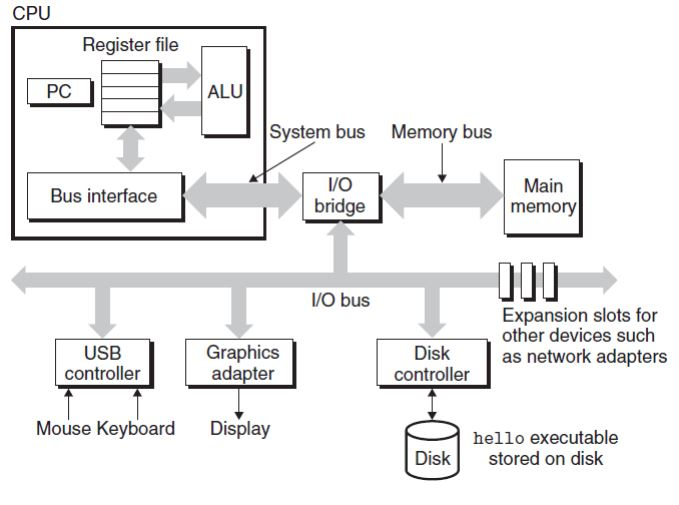 CPU
Register file
PC
ALU
System bus
Memory bus
Bus interface
I/O
bridge
Main
memory
I/O bus
Expansion slots for
other devices such
as network adapters
USB
controller
Graphics
adapter
Disk
controller
Mouse Keyboard
Display
Disk
hello executable
stored on disk